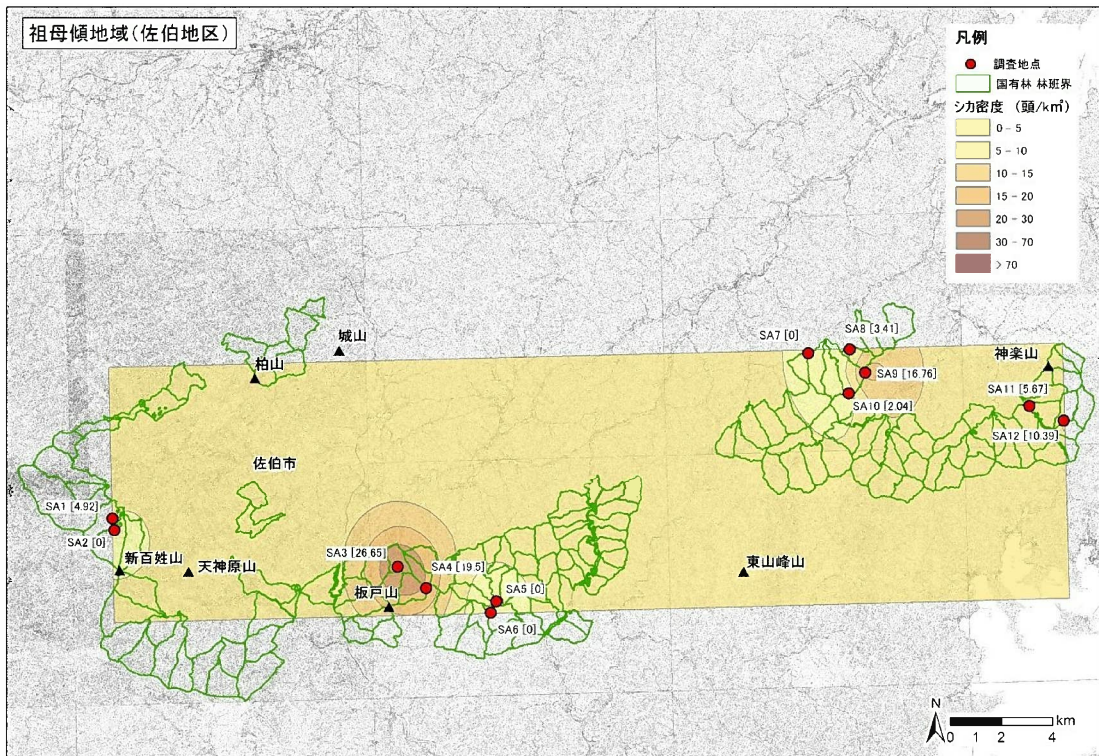 祖母傾地域(佐伯地区)
凡例
調査地点
国有林 林班界
シカ密度 (頭/k㎡)
0 - 5
5 - 10
10 - 15
15 - 20
20 - 30
30 - 70
> 70
城山
柏山
SA7 [0]
SA8 [3.41]
神楽山
SA9 [16.76]
SA11 [5.67]
SA10 [2.04]
SA12 [10.39]
佐伯市
SA1 [4.92]
SA2 [0]
新百姓山
天神原山
SA3 [26.65]
SA4 [19.5]
板戸山
SA5 [0]
SA6 [0]
東山峰山
N
km
0 1 2 4